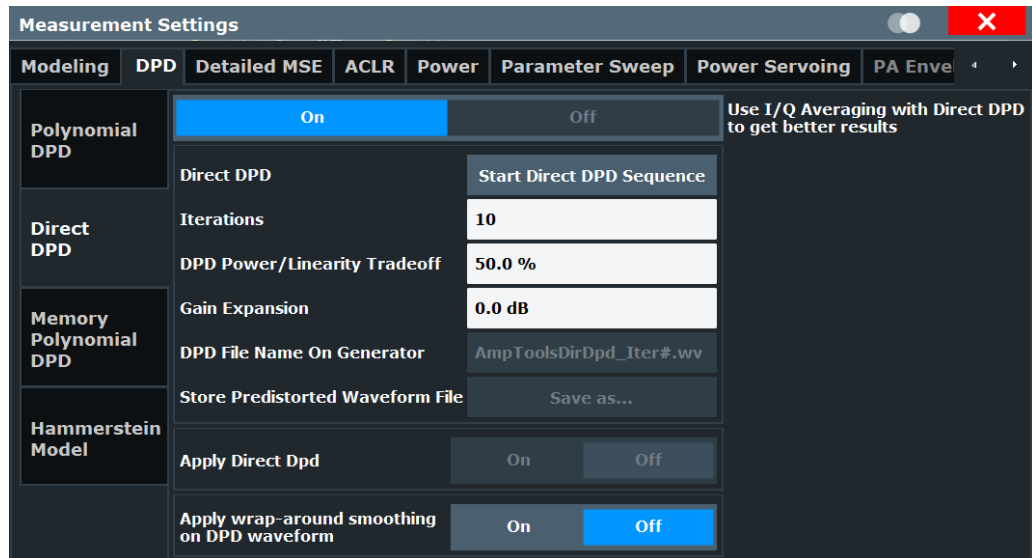 Measurement Settings
Modeling DPD Detailed MSE ACLR Power Parameter Sweep Power Servoing PA Envel
Polynomial
DPD
Direct
DPD
Memory
Polynomial
DPD
Hammerstein
Model
On Off
Direct DPD Start Direct DPD Sequence
Iterations 10
DPD Power/Linearity Tradeoff 50.0 %
Gain Expansion 0.0 dB
DPD File Name On Generator AmpToolsDirDpd_Iter#.wv
Store Predistorted Waveform File Save as...
Apply Direct Dpd On Off
Apply wrap-around smoothing
on DPD waveform On Off
Use I/Q Averaging with Direct DPD
to get better results